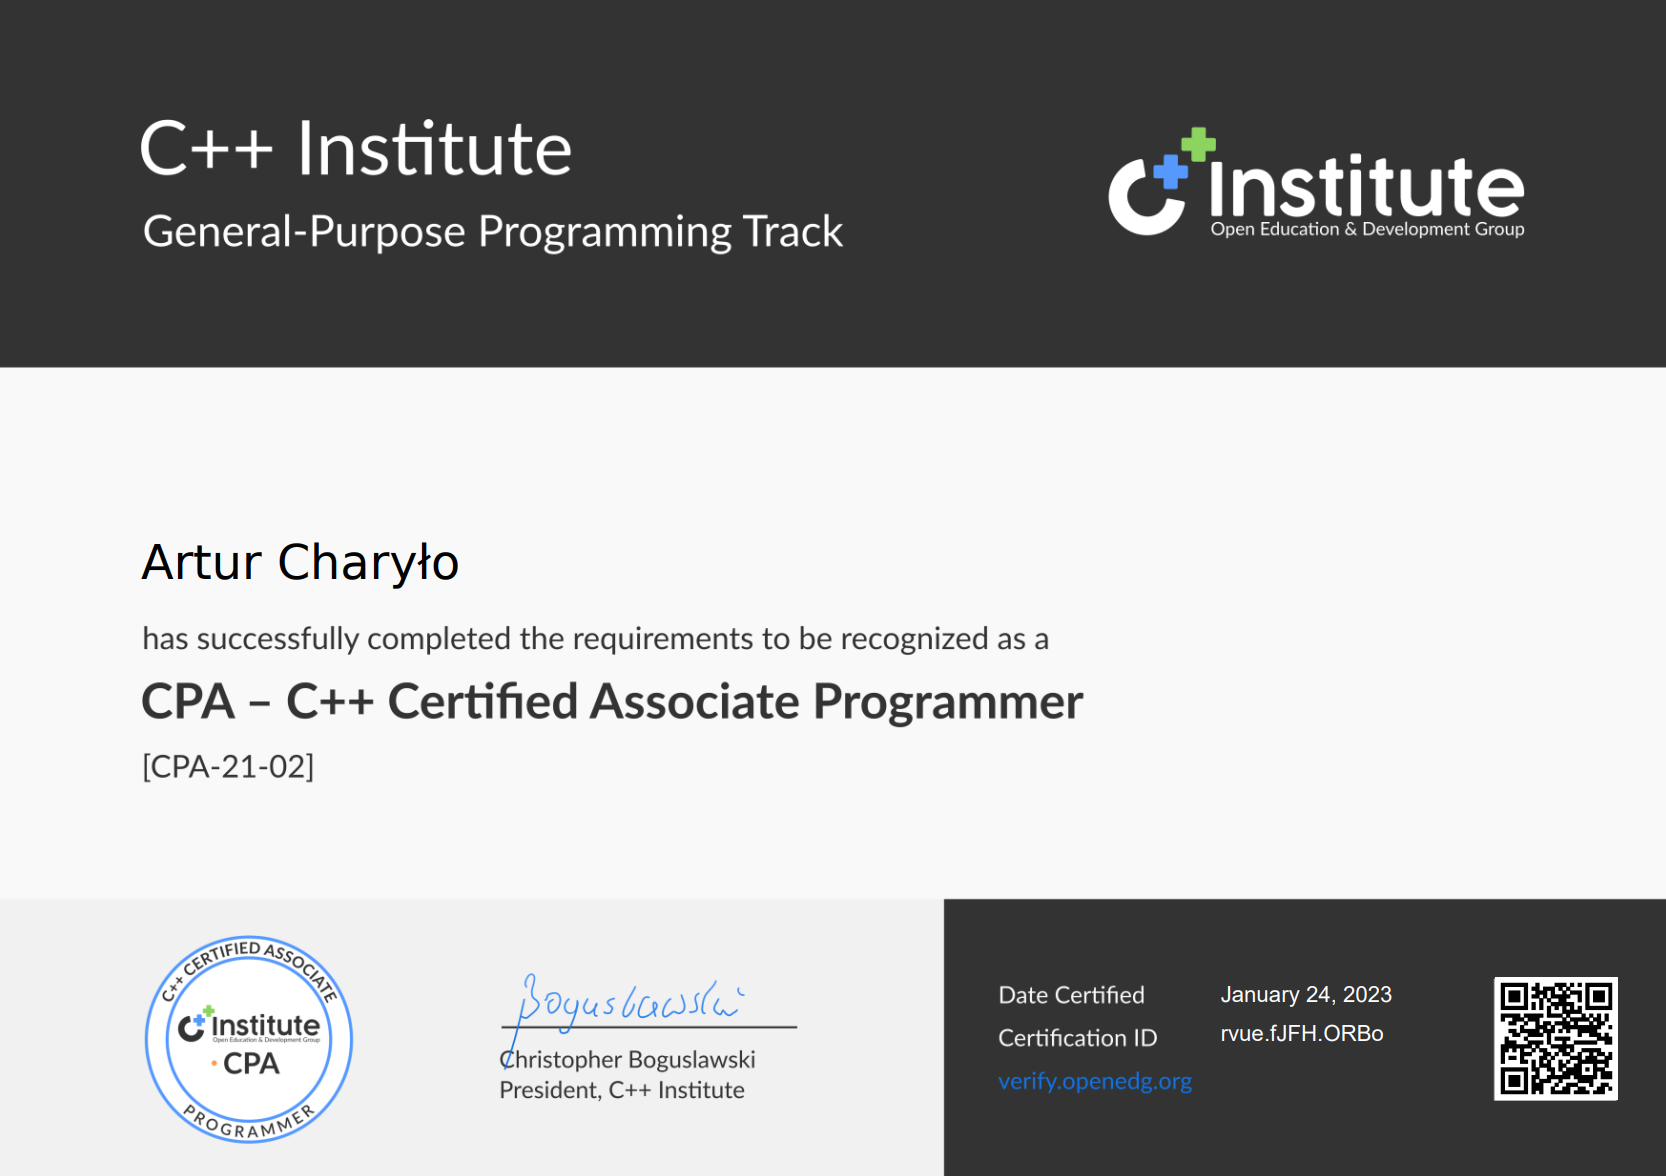 C++ Institute
General-Purpose Programming Track
C++ Institute
Open Education & Development Group
Artur Charyło
has successfully completed the requirements to be recognized as a
CPA – C++ Certified Associate Programmer
[CPA-21-02]
C++ CERTIFIED ASSOCIATE
C++ Institute
Open Education & Development Group
• CPA
PROGRAMMER
Boguslawski
Christopher Boguslawski
President, C++ Institute
Date Certified January 24, 2023
Certification ID rvue.fJFH.ORBo
verify.openedg.org